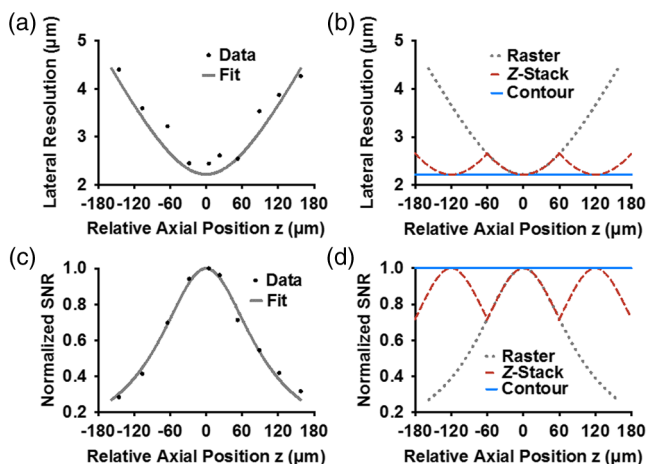 (a)
Lateral Resolution (µm)
5
4
3
2
Data
Fit
-180 -120 -60 0 60 120 180
Relative Axial Position z (µm)
(b)
Lateral Resolution (µm)
5
4
3
2
Raster
Z-Stack
Contour
-180 -120 -60 0 60 120 180
Relative Axial Position z (µm)
(c)
Normalized SNR
1.0
0.8
0.6
0.4
0.2
Data
Fit
-180 -120 -60 0 60 120 180
Relative Axial Position z (µm)
(d)
Normalized SNR
1.0
0.8
0.6
0.4
0.2
Raster
Z-Stack
Contour
-180 -120 -60 0 60 120 180
Relative Axial Position z (µm)